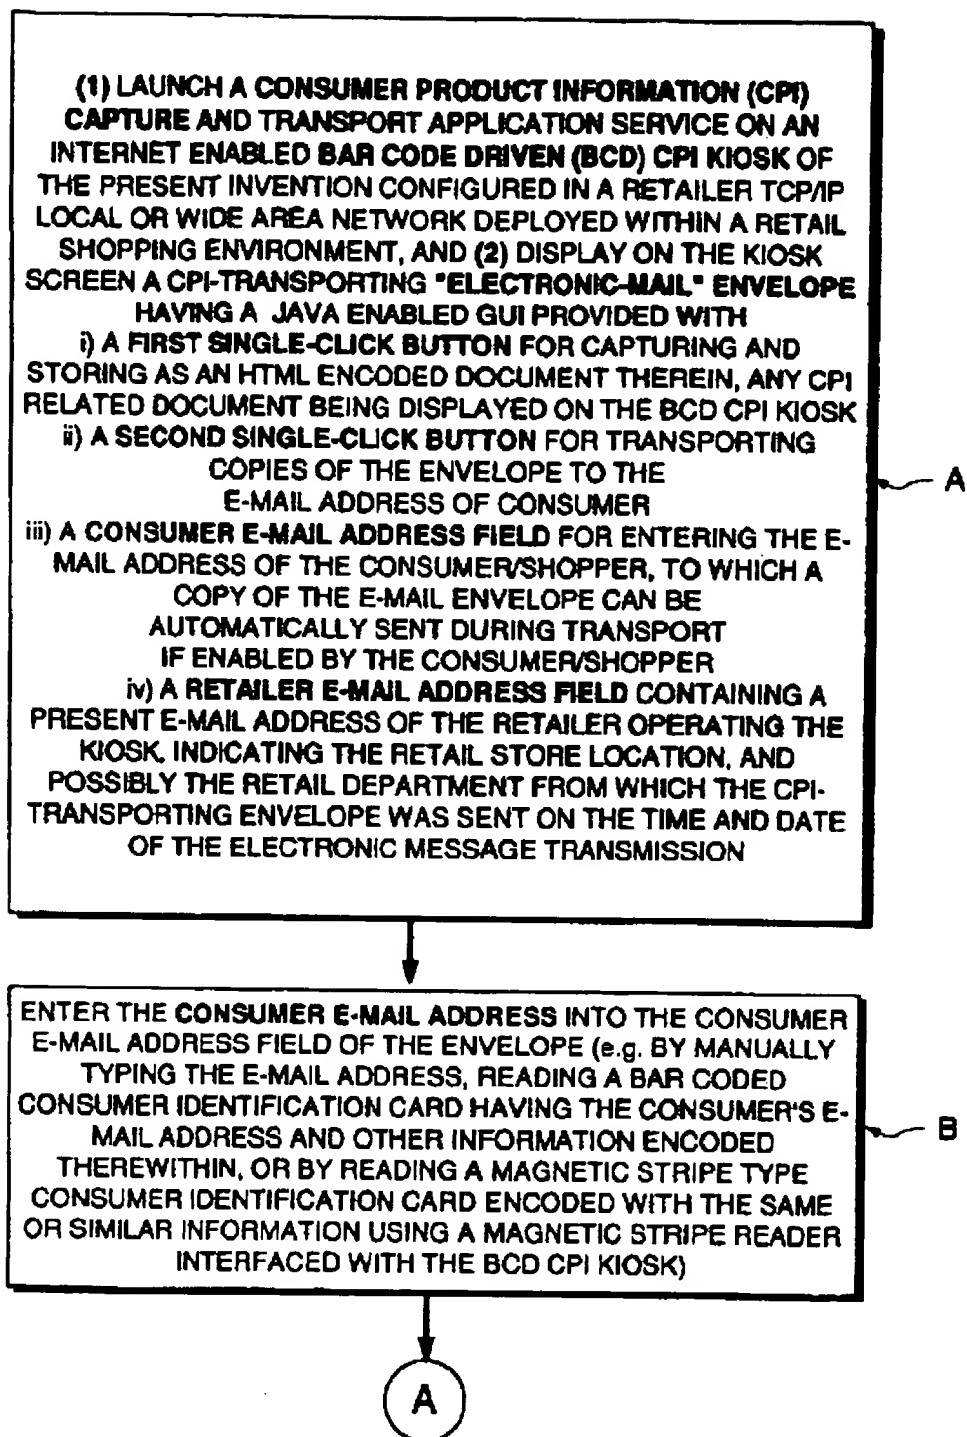 (1) LAUNCH A CONSUMER PRODUCT INFORMATION (CPI)
CAPTURE AND TRANSPORT APPLICATION SERVICE ON AN
INTERNET ENABLED BAR CODE DRIVEN (BCD) CPI KIOSK OF
THE PRESENT INVENTION CONFIGURED IN A RETAILER TCP/IP
LOCAL OR WIDE AREA NETWORK DEPLOYED WITHIN A RETAIL
SHOPPING ENVIRONMENT, AND (2) DISPLAY ON THE KIOSK
SCREEN A CPI-TRANSPORTING "ELECTRONIC-MAIL" ENVELOPE
HAVING A JAVA ENABLED GUI PROVIDED WITH
i) A FIRST SINGLE-CLICK BUTTON FOR CAPTURING AND
STORING AS AN HTML ENCODED DOCUMENT THEREIN, ANY CPI
RELATED DOCUMENT BEING DISPLAYED ON THE BCD CPI KIOSK
ii) A SECOND SINGLE-CLICK BUTTON FOR TRANSPORTING
COPIES OF THE ENVELOPE TO THE
E-MAIL ADDRESS OF CONSUMER
iii) A CONSUMER E-MAIL ADDRESS FIELD FOR ENTERING THE E-
MAIL ADDRESS OF THE CONSUMER/SHOPPER, TO WHICH A
COPY OF THE E-MAIL ENVELOPE CAN BE
AUTOMATICALLY SENT DURING TRANSPORT
IF ENABLED BY THE CONSUMER/SHOPPER
iv) A RETAILER E-MAIL ADDRESS FIELD CONTAINING A
PRESENT E-MAIL ADDRESS OF THE RETAILER OPERATING THE
KIOSK, INDICATING THE RETAIL STORE LOCATION, AND
POSSIBLY THE RETAIL DEPARTMENT FROM WHICH THE CPI-
TRANSPORTING ENVELOPE WAS SENT ON THE TIME AND DATE
OF THE ELECTRONIC MESSAGE TRANSMISSION
A
ENTER THE CONSUMER E-MAIL ADDRESS INTO THE CONSUMER
E-MAIL ADDRESS FIELD OF THE ENVELOPE (e.g. BY MANUALLY
TYPING THE E-MAIL ADDRESS, READING A BAR CODED
CONSUMER IDENTIFICATION CARD HAVING THE CONSUMER'S E-
MAIL ADDRESS AND OTHER INFORMATION ENCODED
THEREWITHIN, OR BY READING A MAGNETIC STRIPE TYPE
CONSUMER IDENTIFICATION CARD ENCODED WITH THE SAME
OR SIMILAR INFORMATION USING A MAGNETIC STRIPE READER
INTERFACED WITH THE BCD CPI KIOSK)
B
A